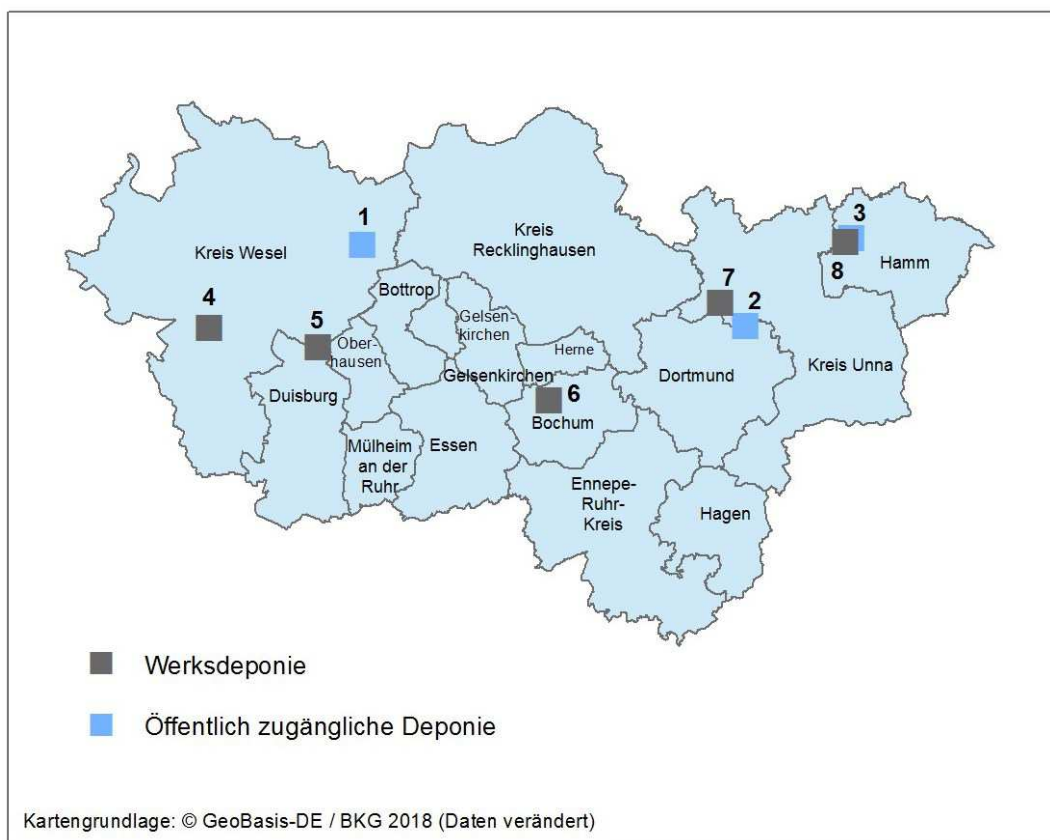 1
Kreis Wesel
Kreis
Recklinghausen
3
Hamm
8
4
5
Bottrop
Gelsen-
kirchen
7
2
Ober-
hausen
Herne
Gelsenkirchen
Dortmund
Kreis Unna
Duisburg
6
Bochum
Mülheim
an der
Ruhr
Essen
Ennepe-
Ruhr-
Kreis
Hagen
Werksdeponie
Öffentlich zugängliche Deponie
Kartengrundlage: © GeoBasis-DE / BKG 2018 (Daten verändert)